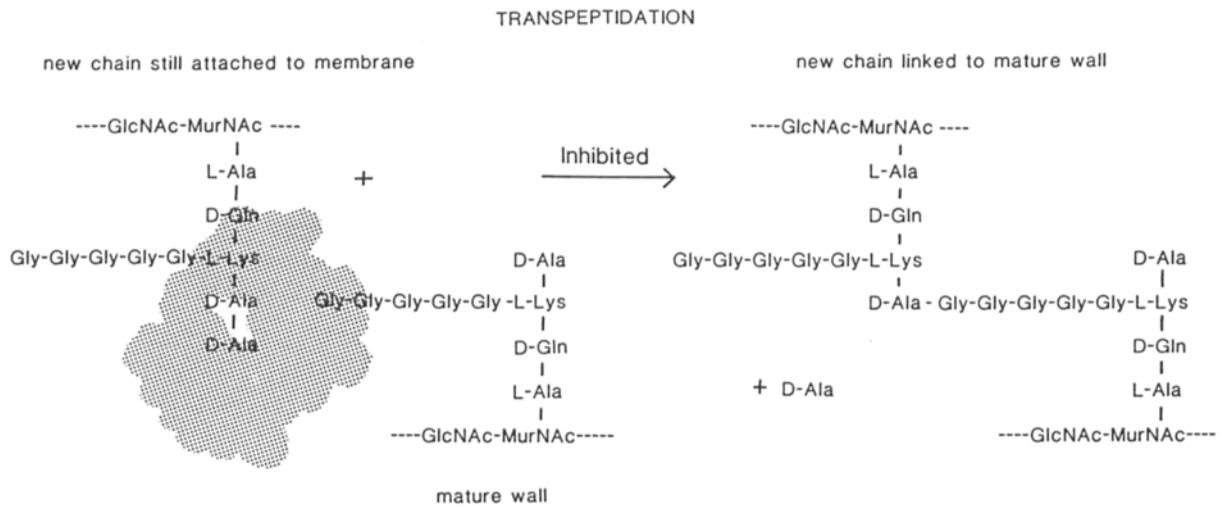 TRANSPEPTIDATION
new chain still attached to membrane
new chain linked to mature wall
----GlcNAc-MurNAc ----
L-Ala
D-Gln
Gly-Gly-Gly-Gly-Gly-L-Lys
D-Ala
D-Ala
+
Inhibited
D-Ala
Gly-Gly-Gly-Gly-Gly-L-Lys
D-Gln
L-Ala
----GlcNAc-MurNAc-----
mature wall
----GlcNAc-MurNAc ----
L-Ala
D-Gln
Gly-Gly-Gly-Gly-Gly-L-Lys
D-Ala-Gly-Gly-Gly-Gly-Gly-L-Lys
D-Ala
D-Gln
L-Ala
----GlcNAc-MurNAc----
+ D-Ala